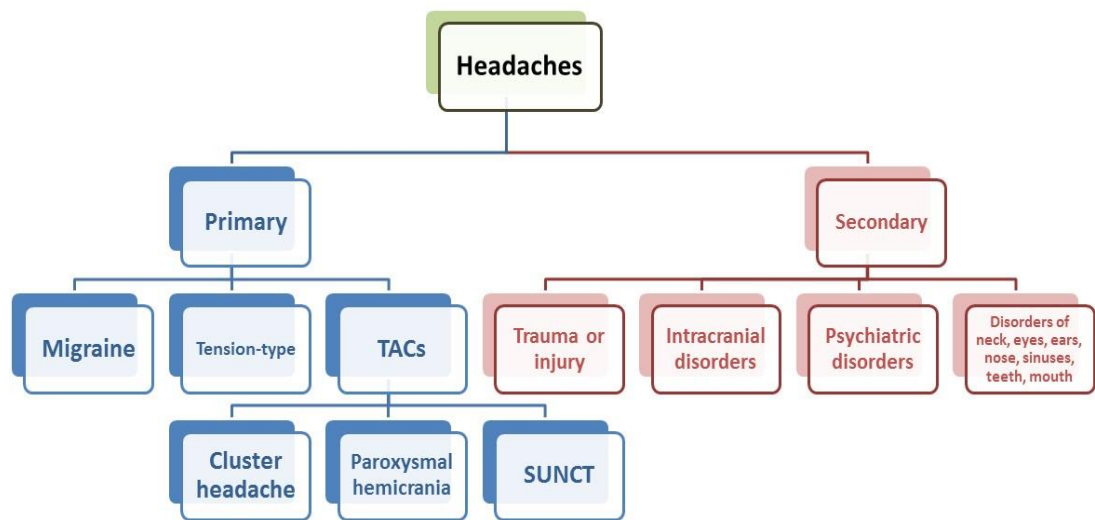 Headaches
Primary
Secondary
Migraine
Tension-type
TACs
Trauma or
injury
Intracranial
disorders
Psychiatric
disorders
Disorders of
neck, eyes, ears,
nose, sinuses,
teeth, mouth
Cluster
headache
Paroxysmal
hemicrania
SUNCT